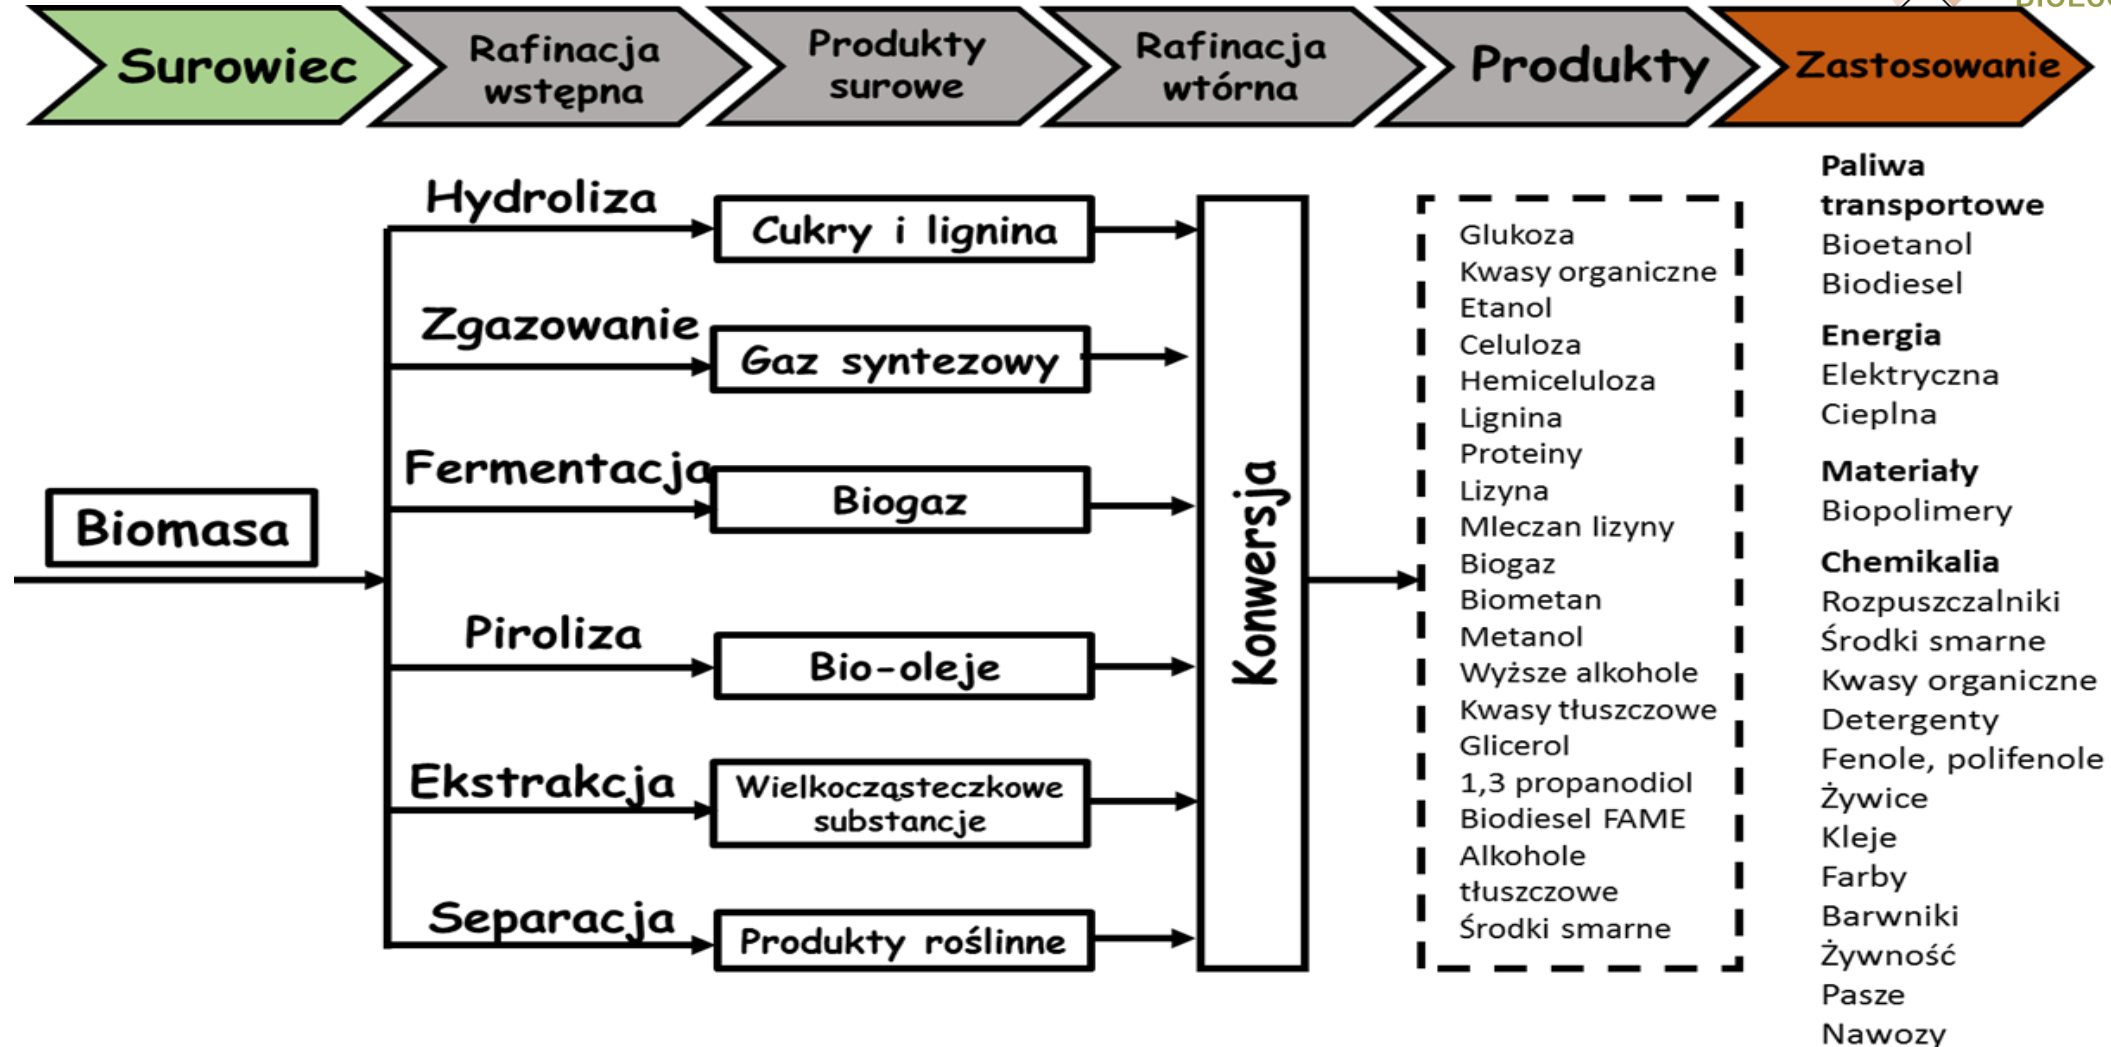 Surowiec
Rafinacja
wstępna
Produkty
surowe
Rafinacja
wtórna
Produkty
Zastosowanie
Biomasa
Hydroliza
Zgazowanie
Fermentacja
Piroliza
Ekstrakcja
Separacja
Cukry i lignina
Gaz syntezowy
Biogaz
Bio-oleje
Wielkocząsteczkowe
substancje
Produkty roślinne
Konwersja
Glukoza
Kwasy organiczne
Etanol
Celuloza
Hemiceluloza
Lignina
Proteiny
Lizyna
Mleczan lizyny
Biogaz
Biometan
Metanol
Wyższe alkohole
Kwasy tłuszczowe
Glicerol
1,3 propanodiol
Biodiesel FAME
Alkohole
tłuszczowe
Środki smarne
Paliwa
transportowe
Bioetanol
Biodiesel
Energia
Elektryczna
Cieplna
Materiały
Biopolimery
Chemikalia
Rozpuszczalniki
Środki smarne
Kwasy organiczne
Detergenty
Fenole, polifenole
Żywice
Kleje
Farby
Barwniki
Żywność
Pasze
Nawozy